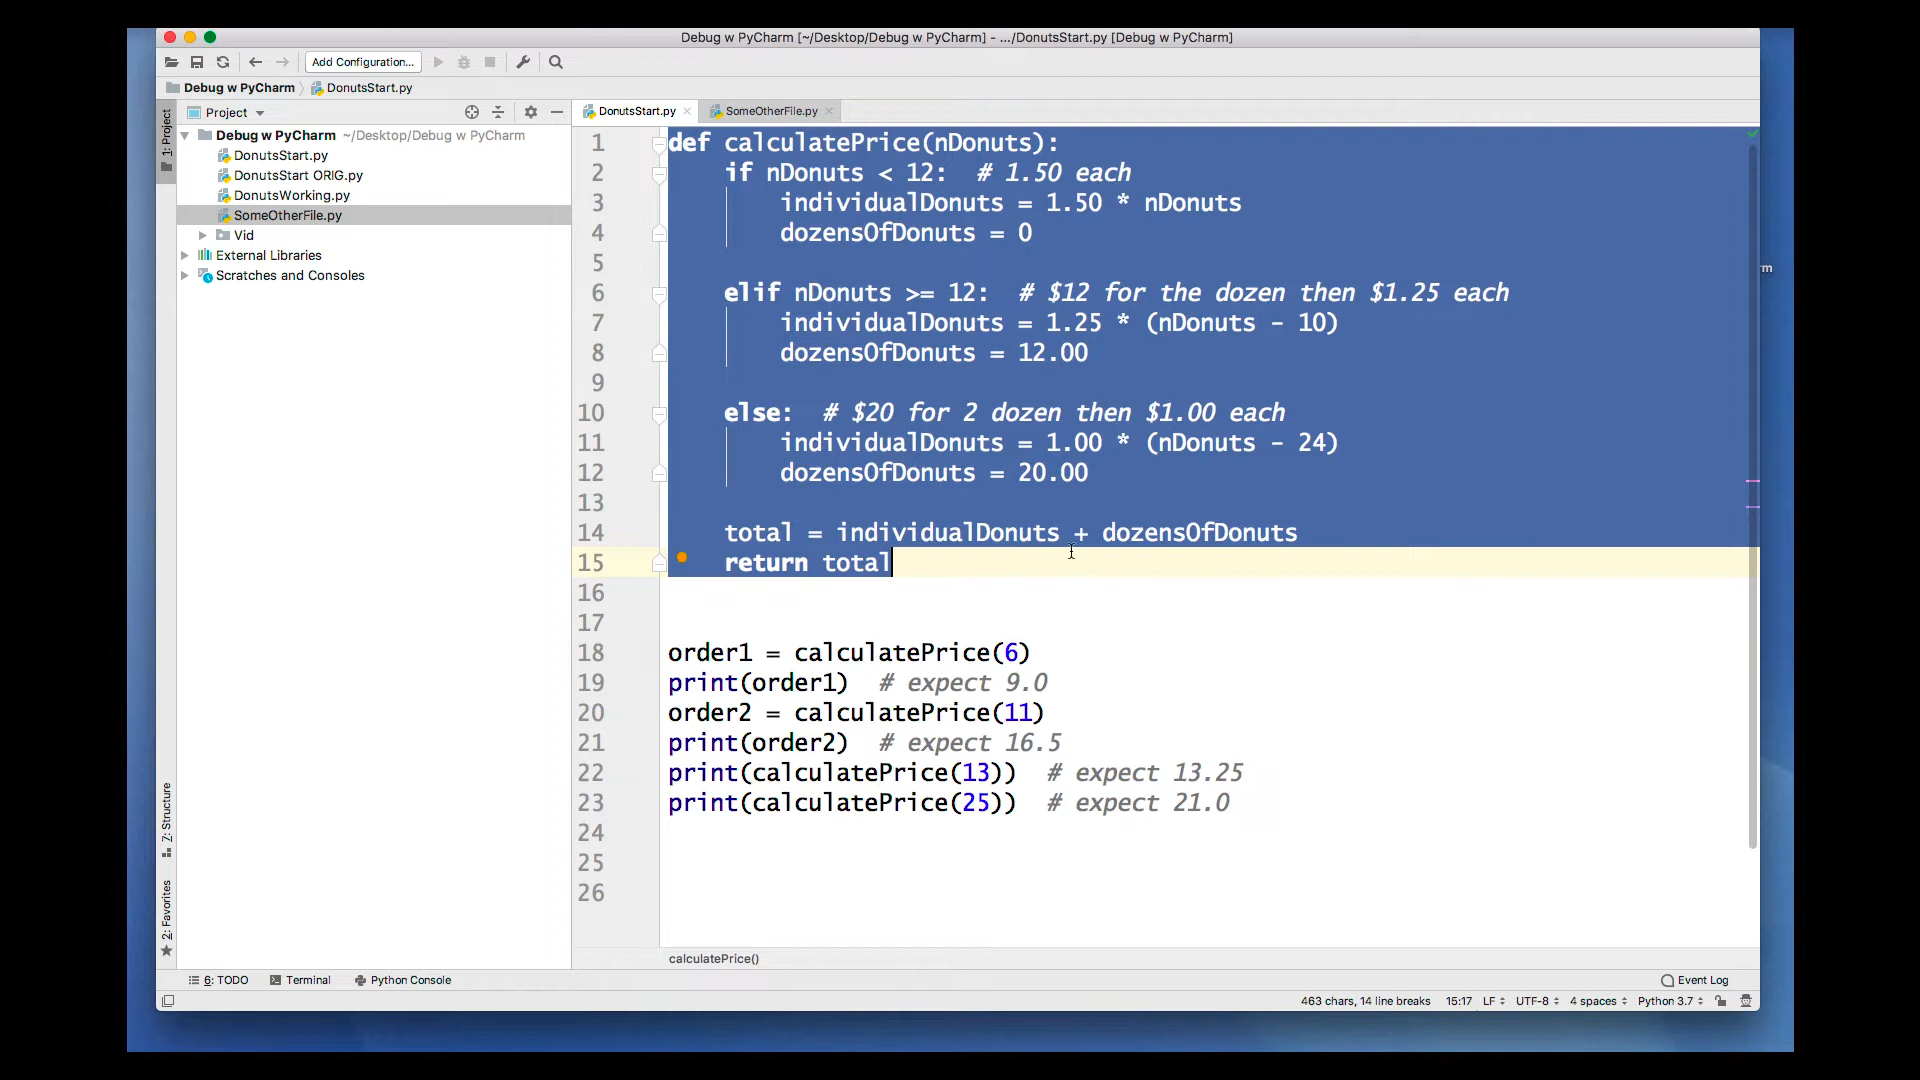 Debug w PyCharm [~/Desktop/Debug w PyCharm] - .../DonutsStart.py [Debug w PyCharm]
Add Configuration...
Debug w PyCharm
DonutsStart.py
Project
DonutsStart.py
SomeOtherFile.py
1: Project
Debug w PyCharm ~/Desktop/Debug w PyCharm
DonutsStart.py
DonutsStart ORIG.py
DonutsWorking.py
SomeOtherFile.py
Vid
External Libraries
Scratches and Consoles
rm
1 def calculatePrice(nDonuts):
2 if nDonuts < 12:  # 1.50 each
3 individualDonuts = 1.50 * nDonuts
4 dozensOfDonuts = 0
5
6 elif nDonuts >= 12:  # $12 for the dozen then $1.25 each
7 individualDonuts = 1.25 * (nDonuts - 10)
8 dozensOfDonuts = 12.00
9
10 else:  # $20 for 2 dozen then $1.00 each
11 individualDonuts = 1.00 * (nDonuts - 24)
12 dozensOfDonuts = 20.00
13
14 total = individualDonuts + dozensOfDonuts
15 return total
16
17
18 order1 = calculatePrice(6)
19 print(order1)  # expect 9.0
20 order2 = calculatePrice(11)
21 print(order2)  # expect 16.5
22 print(calculatePrice(13))  # expect 13.25
23 print(calculatePrice(25))  # expect 21.0
24
25
26
7: Structure
2: Favorites
calculatePrice()
6: TODO
Terminal
Python Console
Event Log
463 chars, 14 line breaks 15:17 LF UTF-8 4 spaces Python 3.7